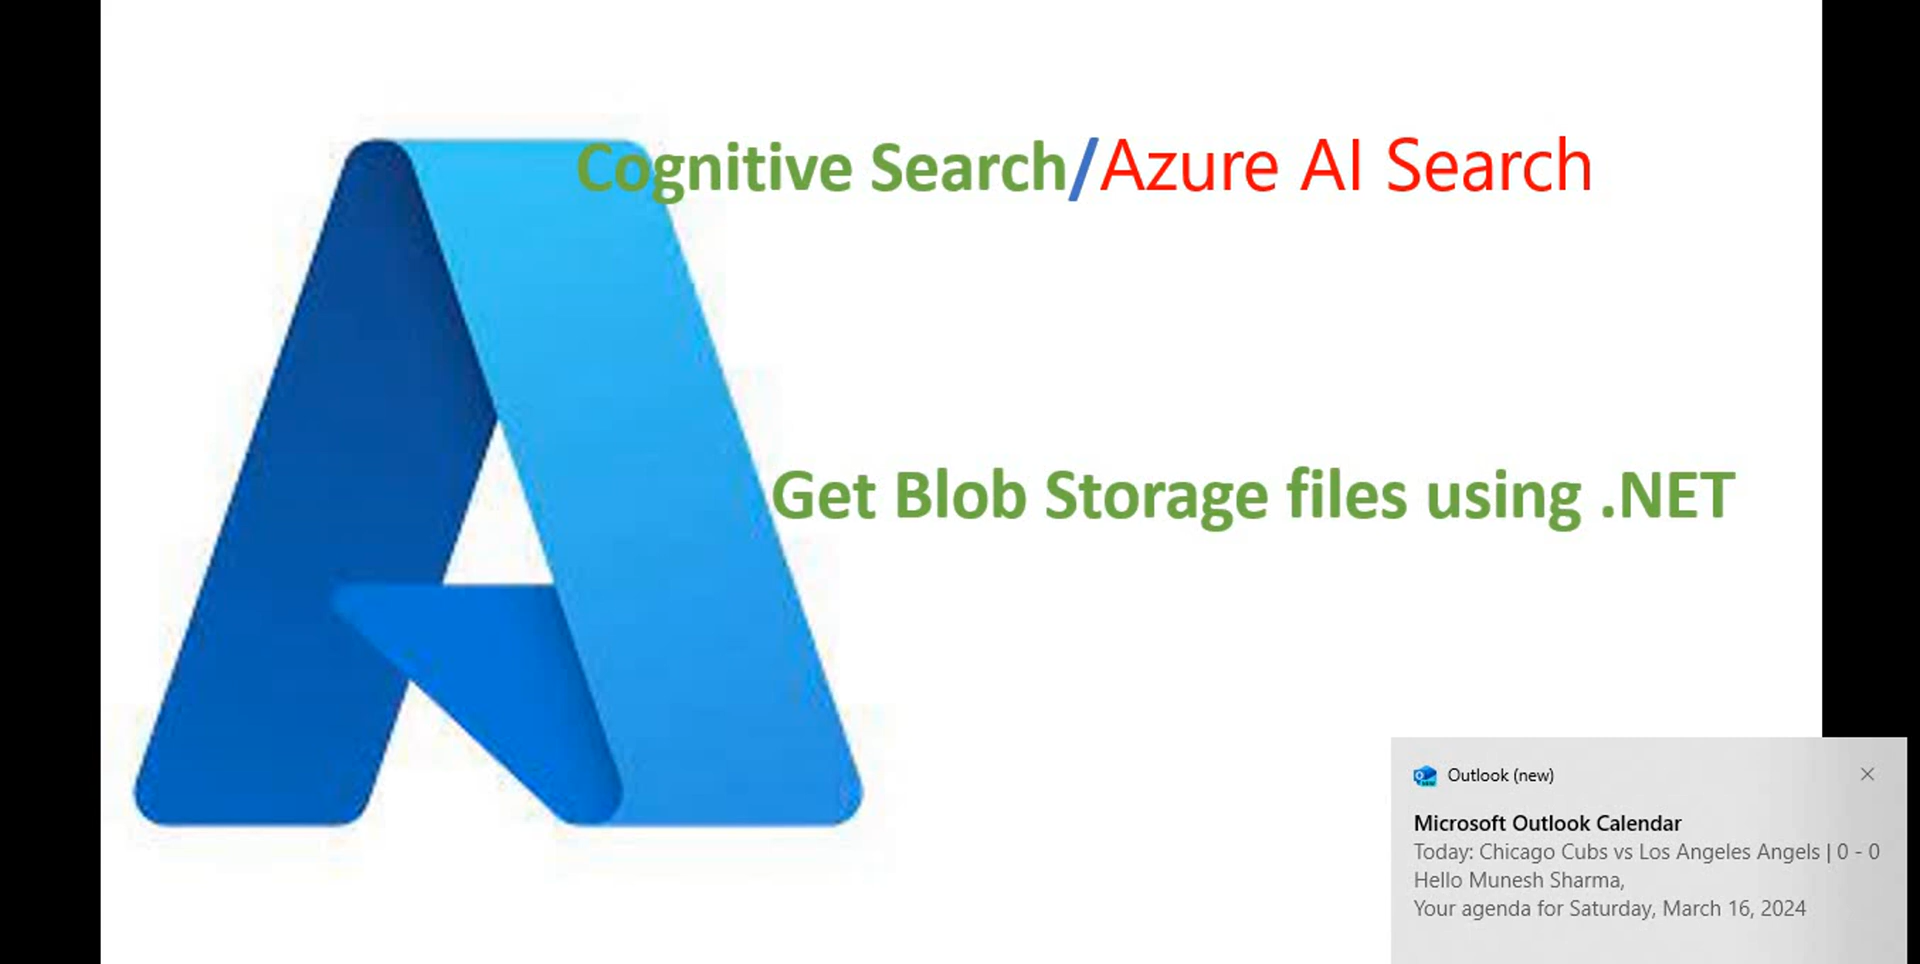 Cognitive Search/Azure AI Search
Get Blob Storage files using .NET
Outlook (new)
Microsoft Outlook Calendar
Today: Chicago Cubs vs Los Angeles Angels | 0 - 0
Hello Munesh Sharma,
Your agenda for Saturday, March 16, 2024